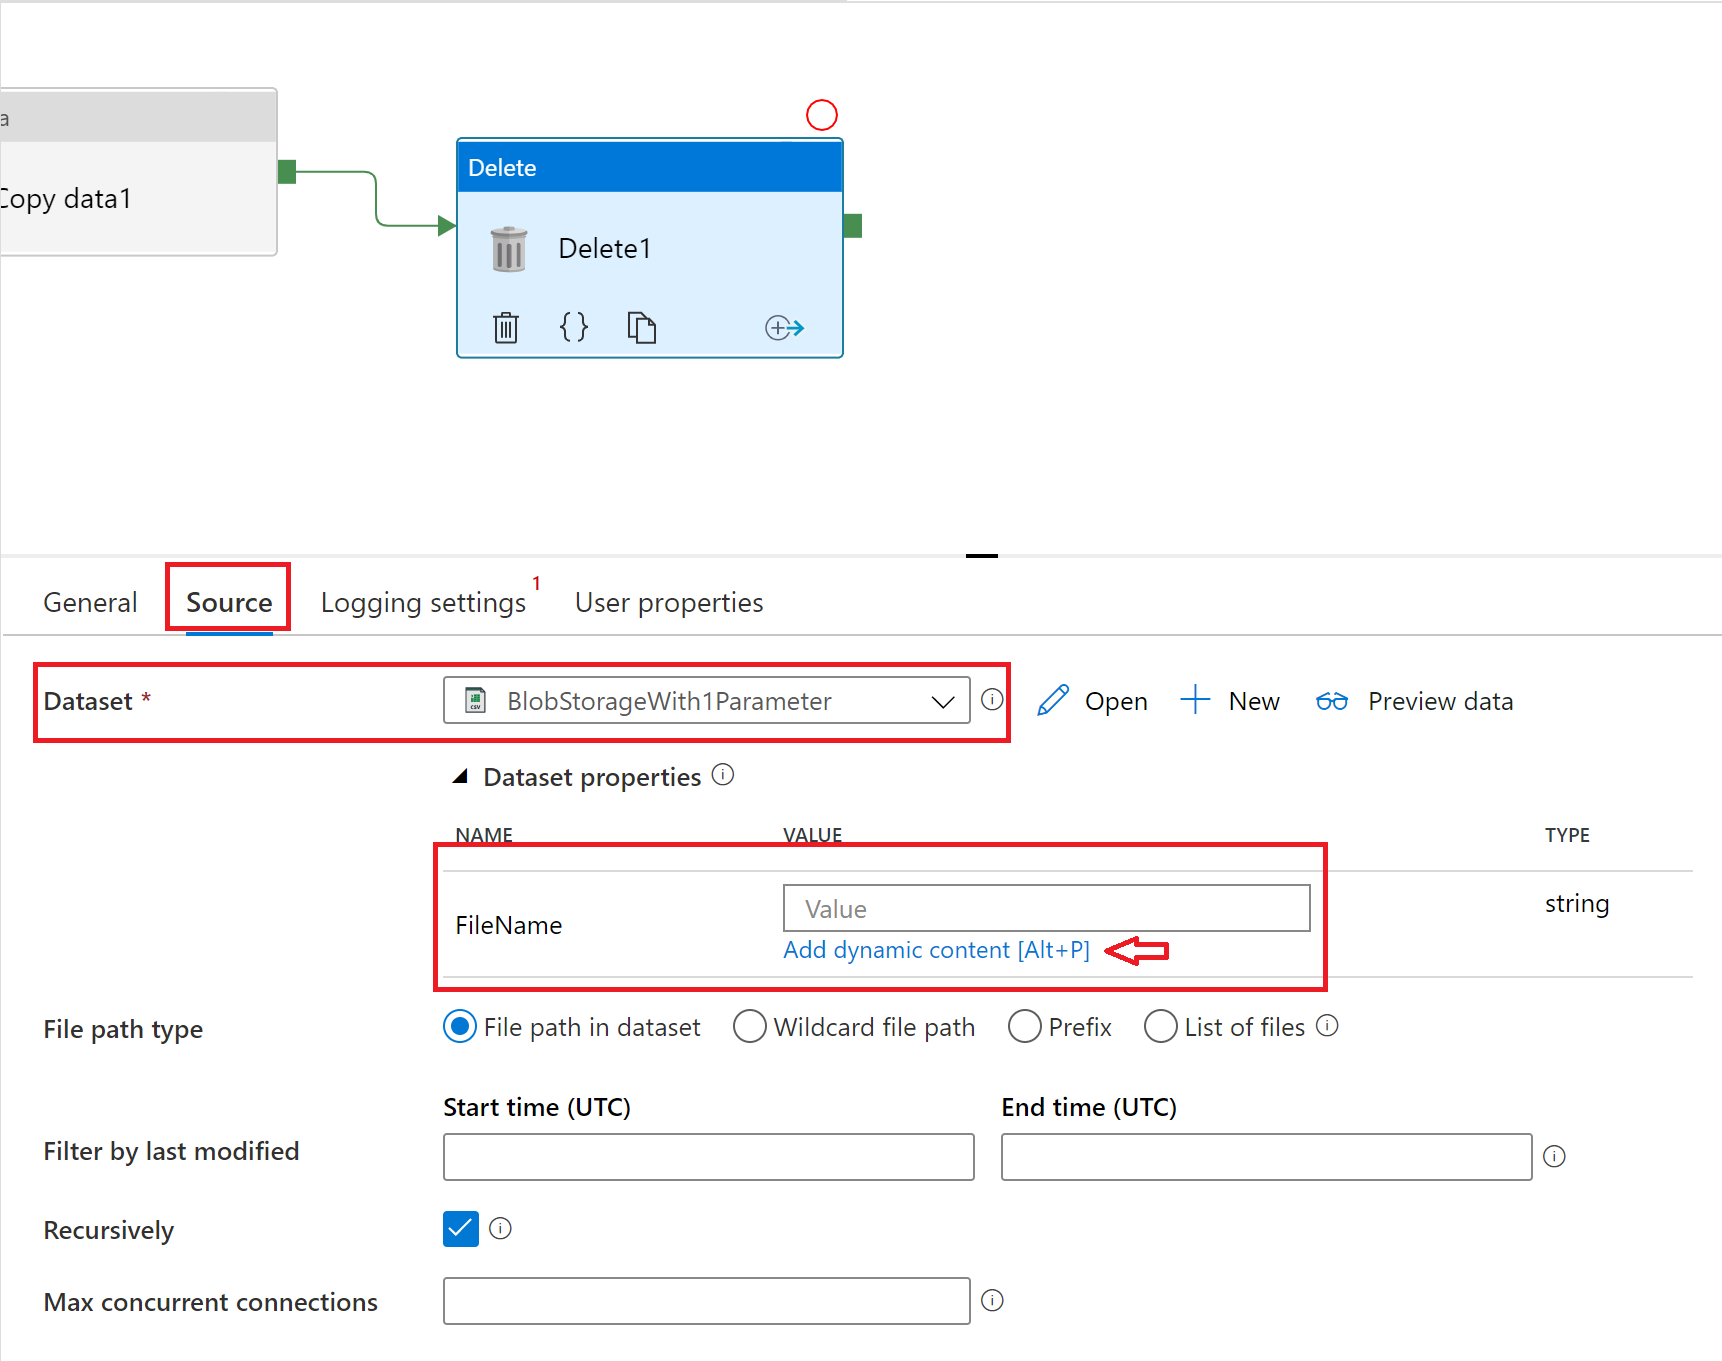 a
Copy data1
Delete
Delete1
General
Source
Logging settings 1
User properties
Dataset *
CSV
BlobStorageWith1Parameter
Open
New
Preview data
Dataset properties
NAME
VALUE
TYPE
FileName
Value
string
Add dynamic content [Alt+P]
File path type
File path in dataset
Wildcard file path
Prefix
List of files
Start time (UTC)
End time (UTC)
Filter by last modified
Recursively
Max concurrent connections